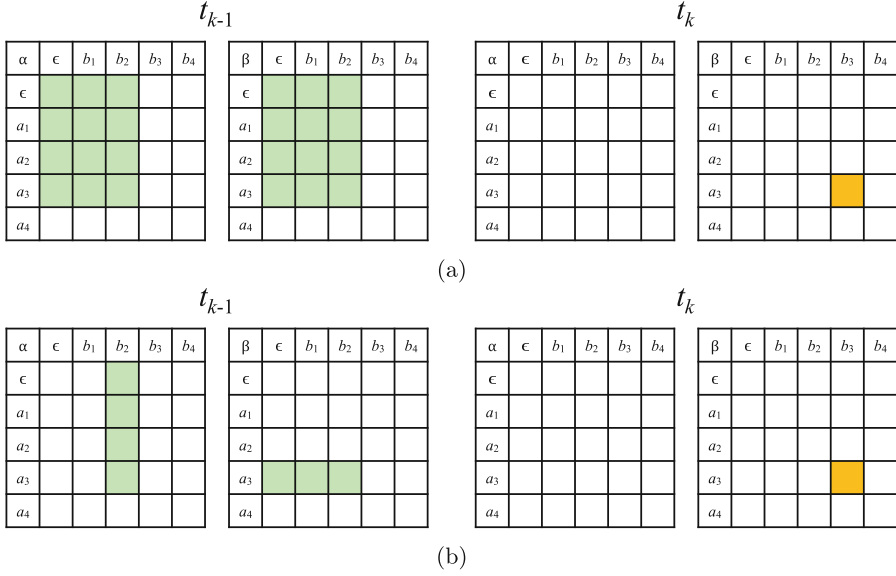 t_{k-1} t_k
α ϵ b₁ b₂ b₃ b₄ β ϵ b₁ b₂ b₃ b₄ α ϵ b₁ b₂ b₃ b₄ β ϵ b₁ b₂ b₃ b₄
ϵ ϵ ϵ ϵ
a₁ a₁ a₁ a₁
a₂ a₂ a₂ a₂
a₃ a₃ a₃ a₃
a₄ a₄ a₄ a₄
(a)
t_{k-1} t_k
α ϵ b₁ b₂ b₃ b₄ β ϵ b₁ b₂ b₃ b₄ α ϵ b₁ b₂ b₃ b₄ β ϵ b₁ b₂ b₃ b₄
ϵ ϵ ϵ ϵ
a₁ a₁ a₁ a₁
a₂ a₂ a₂ a₂
a₃ a₃ a₃ a₃
a₄ a₄ a₄ a₄
(b)